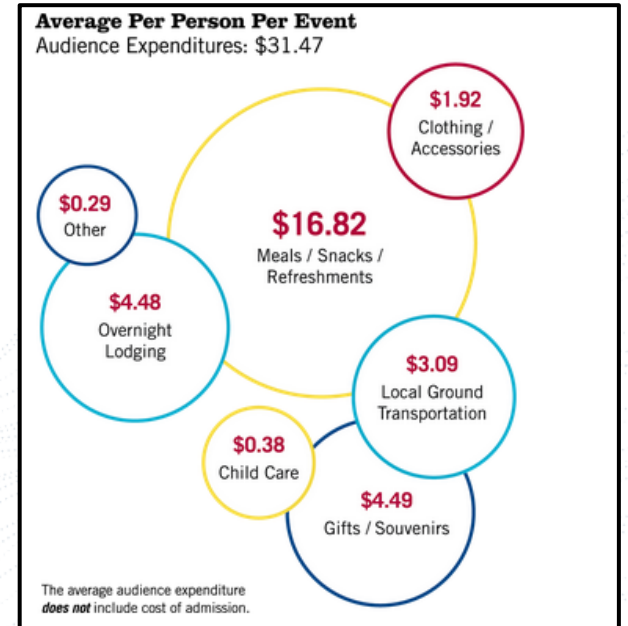 Average Per Person Per Event
Audience Expenditures: $31.47
$1.92
Clothing /
Accessories
$0.29
Other
$16.82
Meals / Snacks /
Refreshments
$4.48
Overnight
Lodging
$3.09
Local Ground
Transportation
$0.38
Child Care
$4.49
Gifts / Souvenirs
The average audience expenditure
does not include cost of admission.